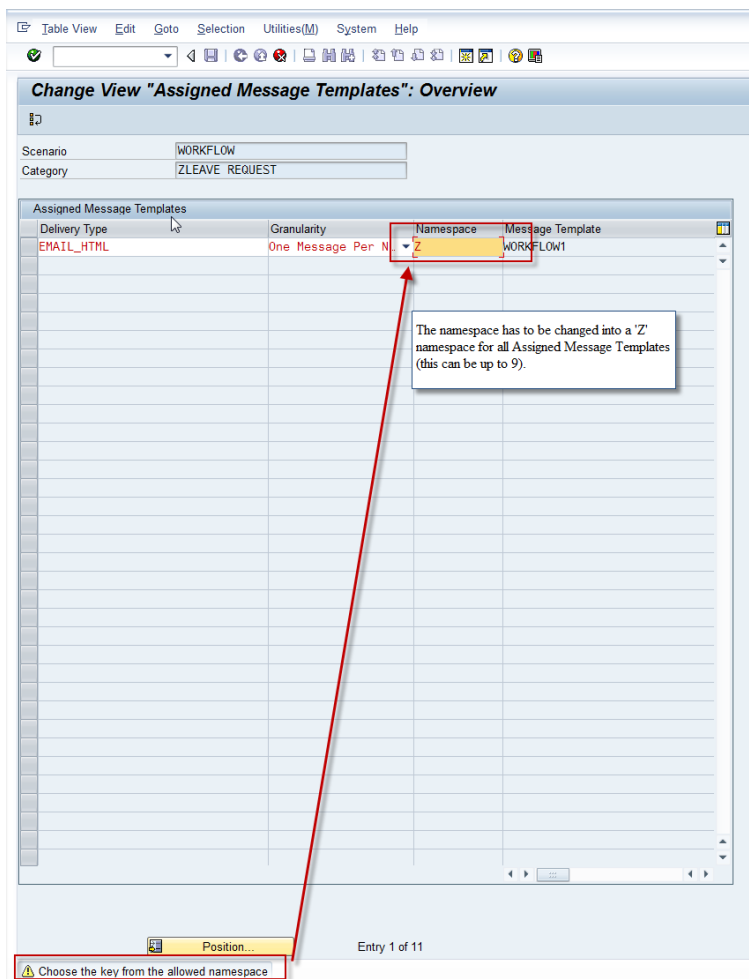 Table View Edit Goto Selection Utilities(M) System Help
Change View "Assigned Message Templates": Overview
Scenario WORKFLOW
Category ZLEAVE REQUEST
Assigned Message Templates
Delivery Type Granularity Namespace Message Template
EMAIL_HTML One Message Per N.. Z WORKFLOW1
The namespace has to be changed into a 'Z'
namespace for all Assigned Message Templates
(this can be up to 9).
Position... Entry 1 of 11
Choose the key from the allowed namespace